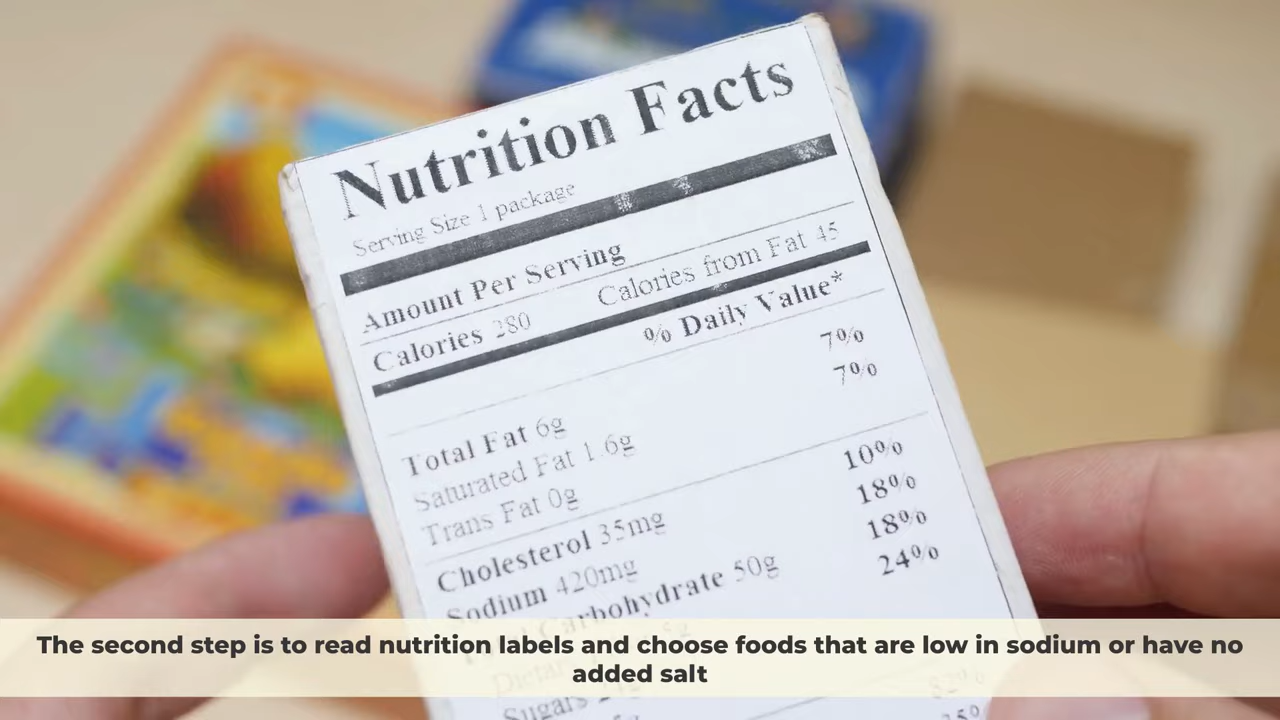 Nutrition Facts
Serving Size 1 package
Amount Per Serving
Calories 280 Calories from Fat 45
% Daily Value*
Total Fat 6g 7%
Saturated Fat 1.6g 7%
Trans Fat 0g
Cholesterol 35mg 10%
Sodium 420mg 18%
Carbohydrate 50g 18%
24%
Sugars
The second step is to read nutrition labels and choose foods that are low in sodium or have no
added salt